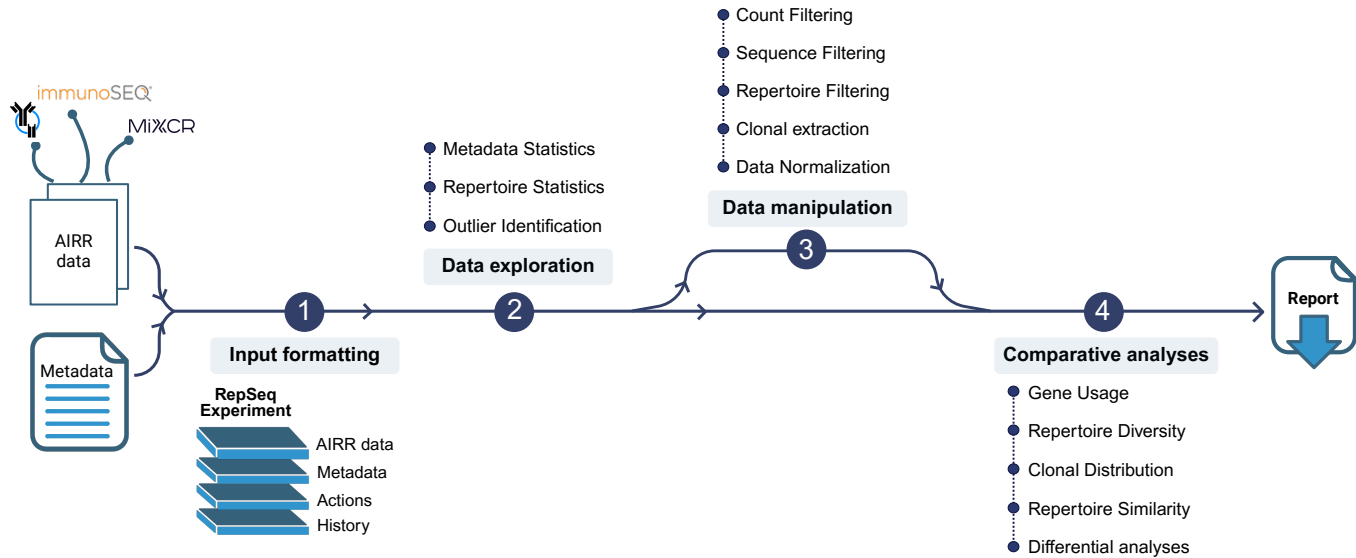 immunoSEQ®
MiXCR
AIRR
data
Metadata
1
Input formatting
RepSeq
Experiment
AIRR data
Metadata
Actions
History
Metadata Statistics
Repertoire Statistics
Outlier Identification
Data exploration
2
Count Filtering
Sequence Filtering
Repertoire Filtering
Clonal extraction
Data Normalization
Data manipulation
3
4
Comparative analyses
Gene Usage
Repertoire Diversity
Clonal Distribution
Repertoire Similarity
Differential analyses
Report